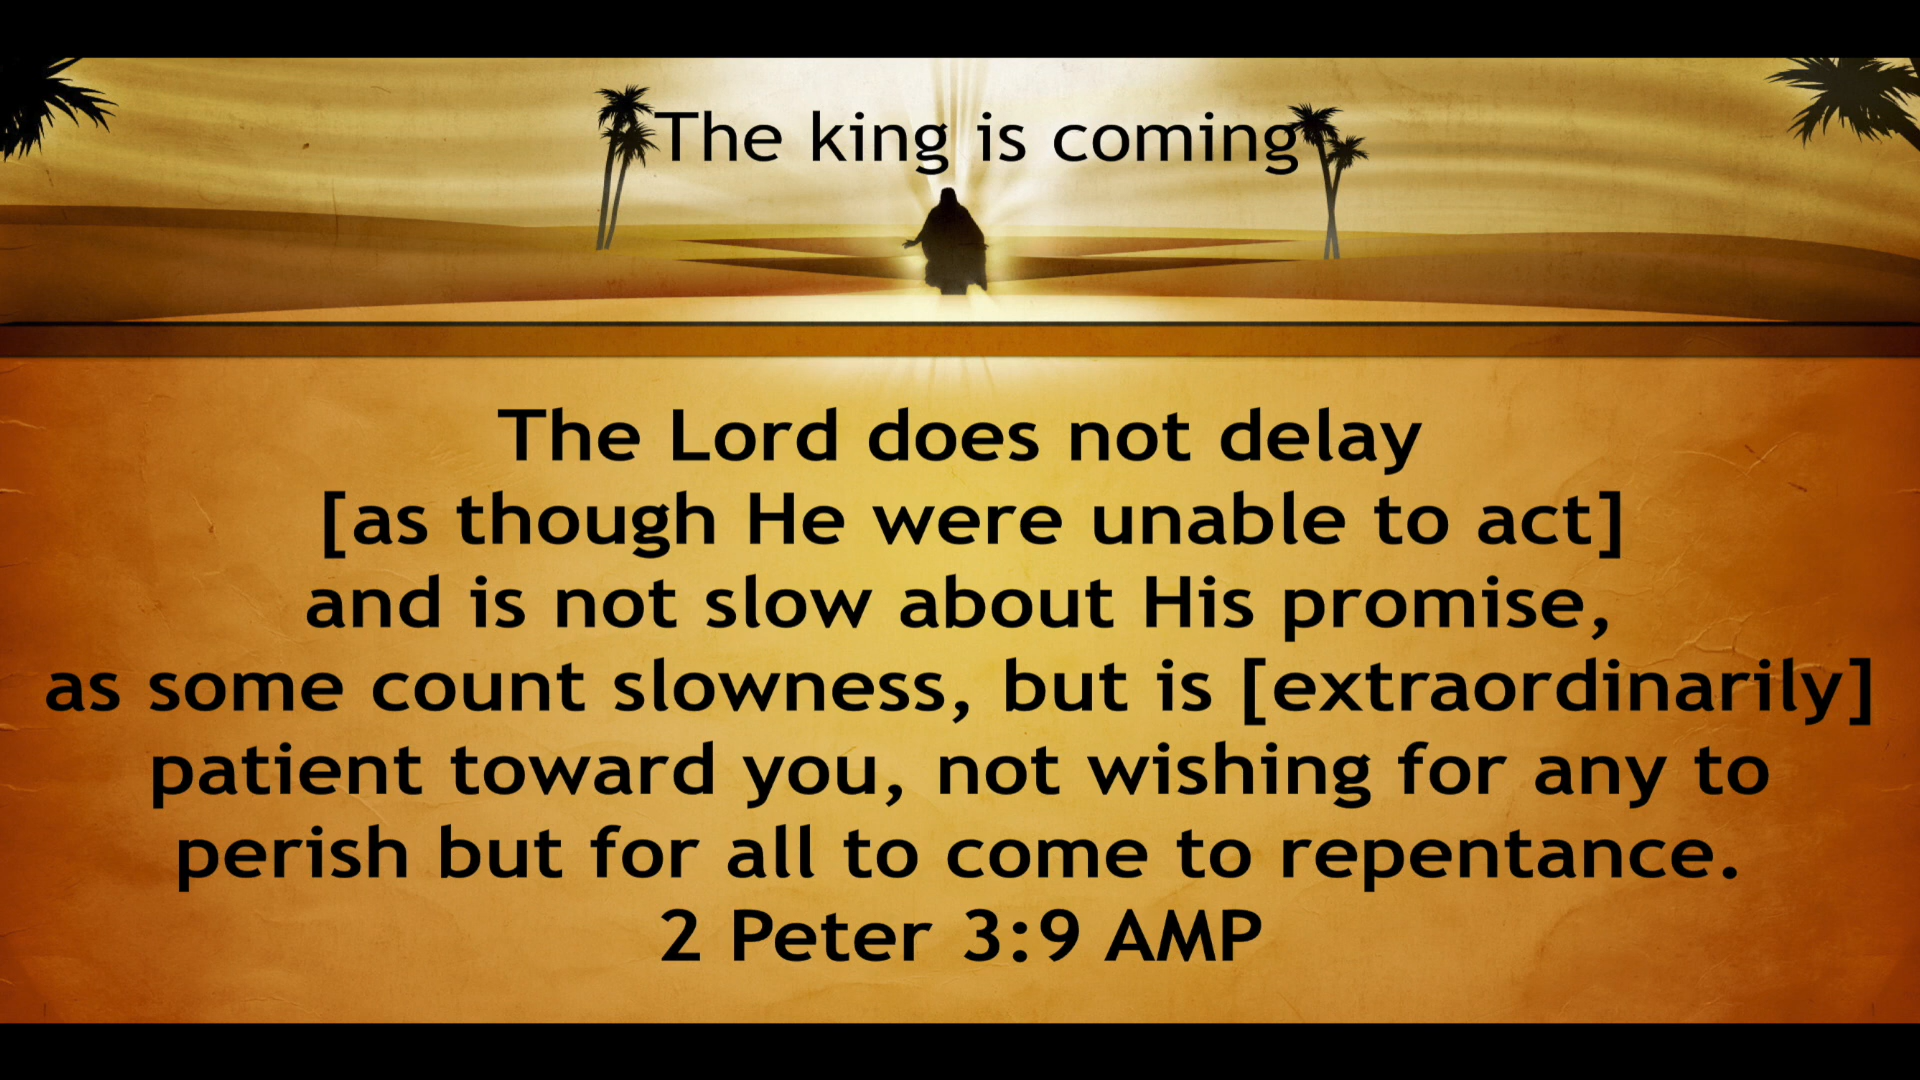 The king is coming
The Lord does not delay
[as though He were unable to act]
and is not slow about His promise,
as some count slowness, but is [extraordinarily]
patient toward you, not wishing for any to
perish but for all to come to repentance.
2 Peter 3:9 AMP